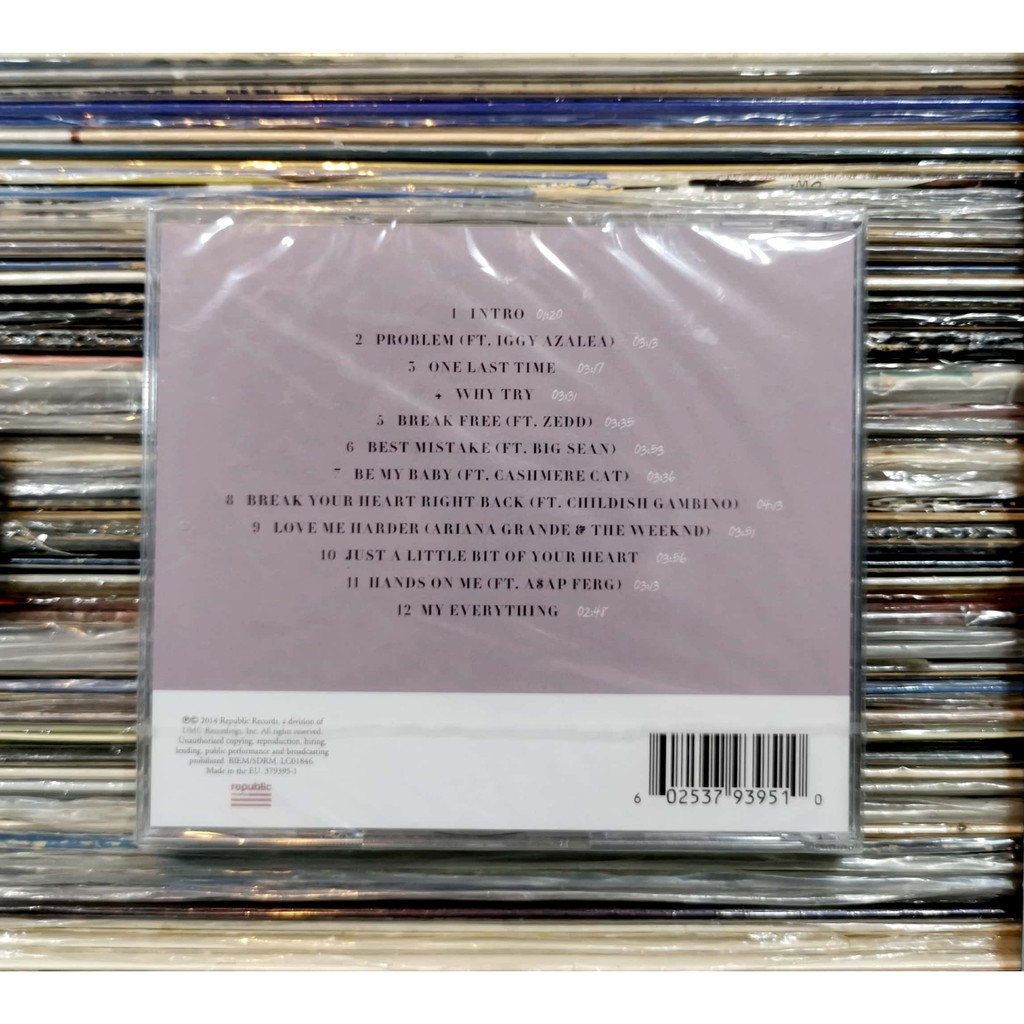 1 INTRO 01:20
2 PROBLEM (FT. IGGY AZALEA) 03:13
3 ONE LAST TIME 03:17
4 WHY TRY 03:31
5 BREAK FREE (FT. ZEDD) 03:35
6 BEST MISTAKE (FT. BIG SEAN) 03:53
7 BE MY BABY (FT. CASHMERE CAT) 03:36
8 BREAK YOUR HEART RIGHT BACK (FT. CHILDISH GAMBINO) 04:13
9 LOVE ME HARDER (ARIANA GRANDE & THE WEEKND)
10 JUST A LITTLE BIT OF YOUR HEART 03:56
11 HANDS ON ME (FT. A$AP FERG) 03:13
12 MY EVERYTHING 02:48
℗© 2014 Republic Records, a division of
UMG Recordings, Inc. All rights reserved.
Unauthorized copying, reproduction, hiring,
lending, public performance and broadcasting
prohibited. BIEM/SDRM. LC01846.
Made in the EU. 379395-1
republic
6 02537 93951 0